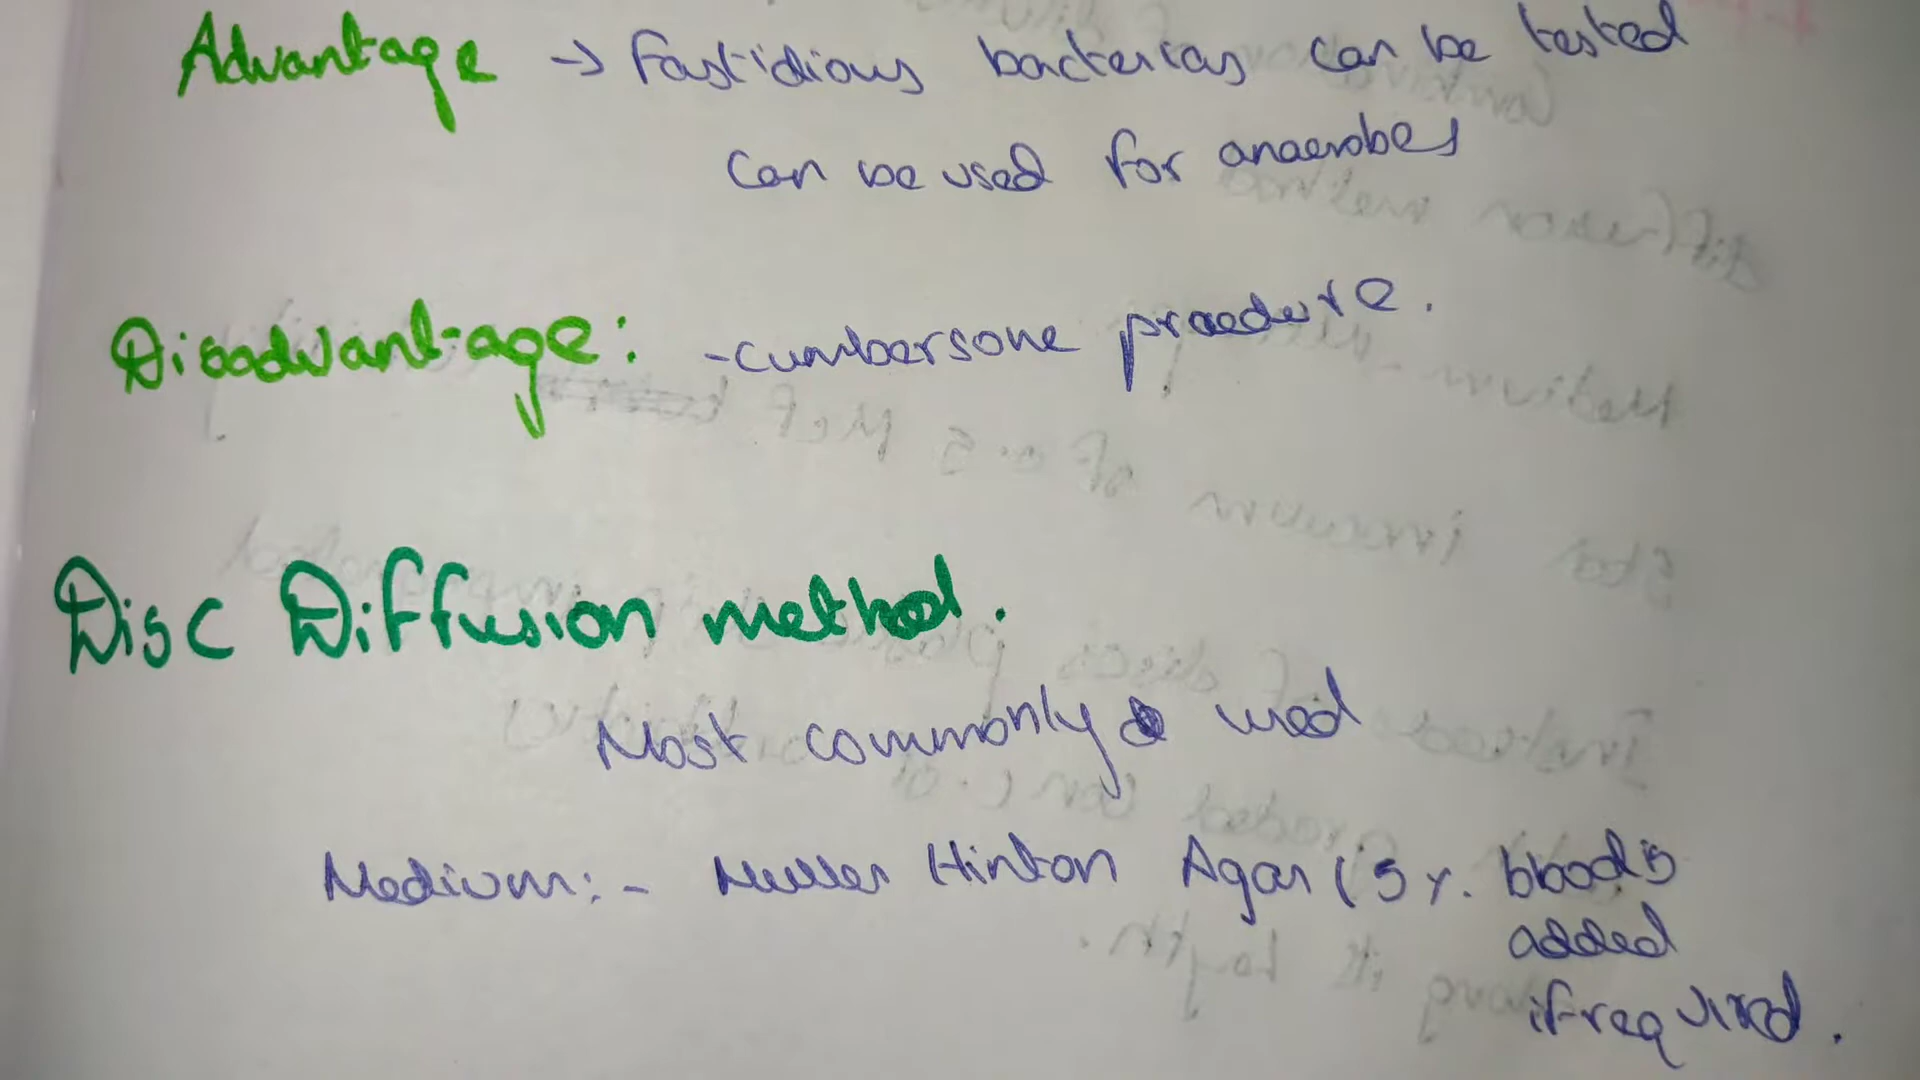 Advantage → Fastidious bacterias can be tested
Can be used for anaerobes
Disadvantage: - cumbersome procedure.
Disc Diffusion method.
Most commonly used
Medium: - Muller Hinton Agar ( 5 %. blood is
added
if required.